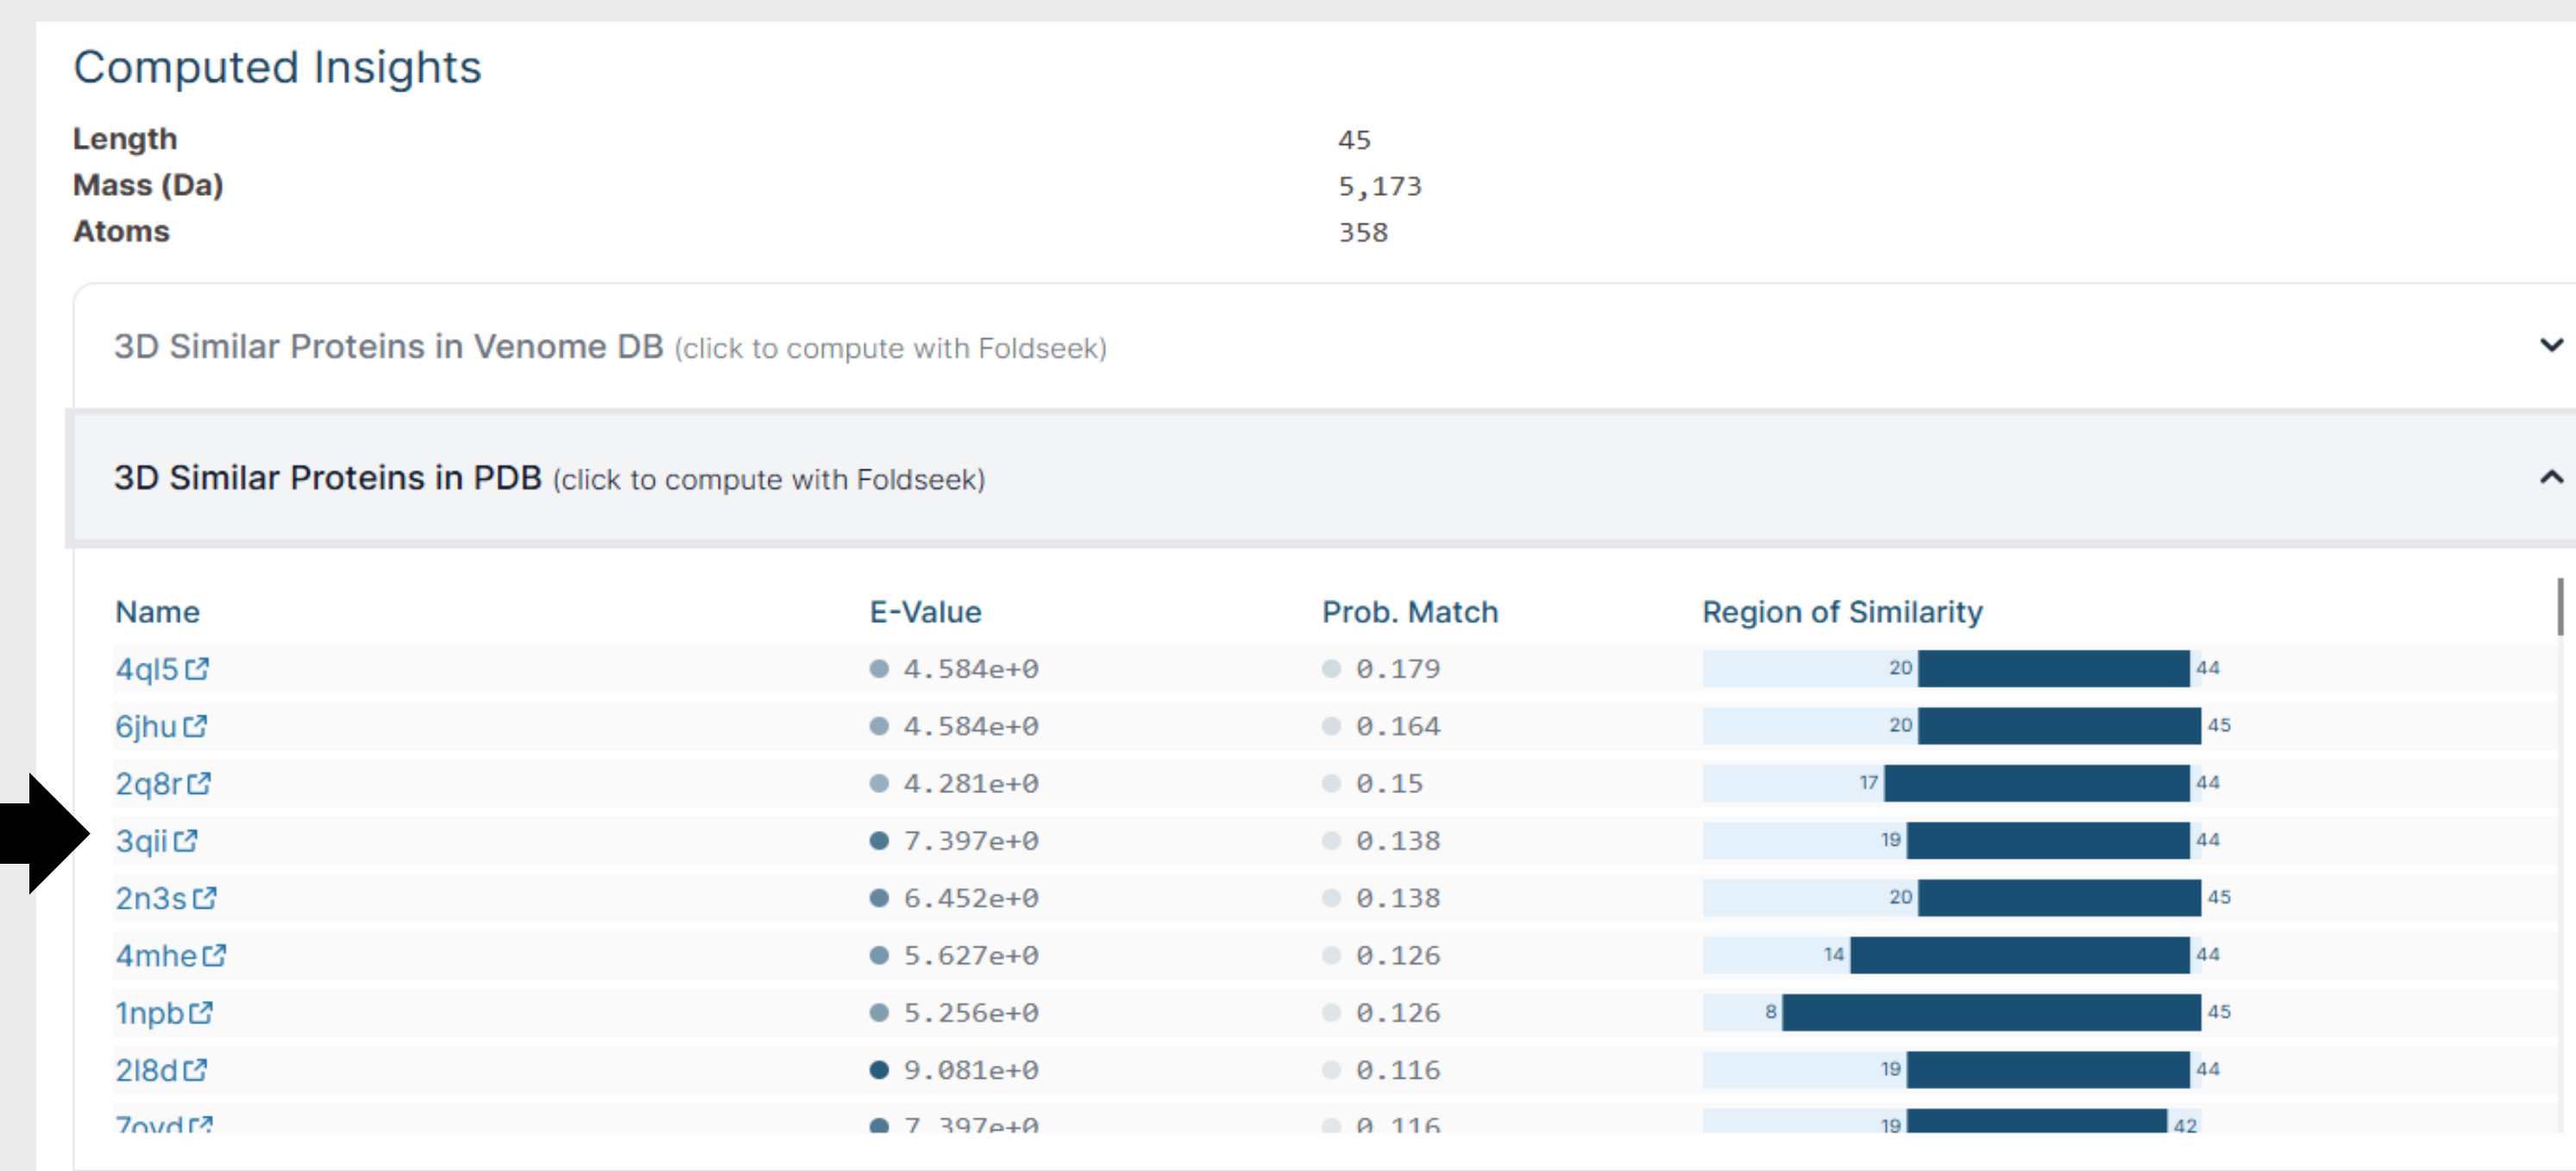 Computed Insights
Length 45
Mass (Da) 5,173
Atoms 358
3D Similar Proteins in Venome DB (click to compute with Foldseek)
3D Similar Proteins in PDB (click to compute with Foldseek)
Name E-Value Prob. Match Region of Similarity
4ql5 4.584e+0 0.179 20 44
6jhu 4.584e+0 0.164 20 45
2q8r 4.281e+0 0.15 17 44
3qii 7.397e+0 0.138 19 44
2n3s 6.452e+0 0.138 20 45
4mhe 5.627e+0 0.126 14 44
1npb 5.256e+0 0.126 8 45
2l8d 9.081e+0 0.116 19 44
7.397e+0 0.116 19 42